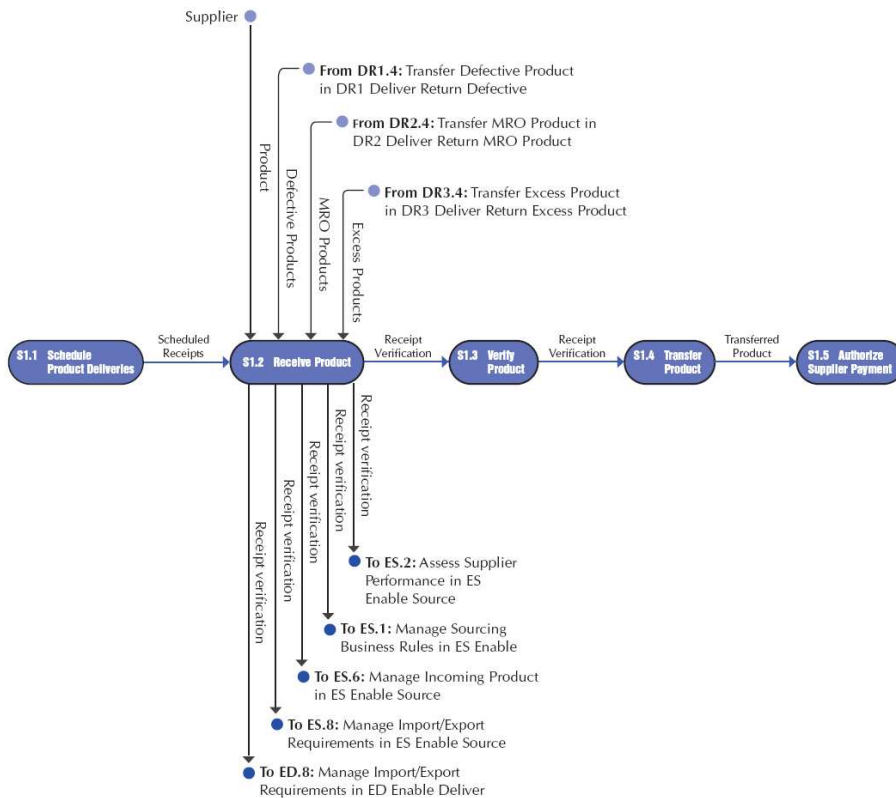 Supplier
From DR1.4: Transfer Defective Product
in DR1 Deliver Return Defective
From DR2.4: Transfer MRO Product in
DR2 Deliver Return MRO Product
From DR3.4: Transfer Excess Product
in DR3 Deliver Return Excess Product
Product
Defective Products
MRO Products
Excess Products
S1.1 Schedule
Product Deliveries
Scheduled
Receipts
S1.2 Receive Product
Receipt
Verification
S1.3 Verify
Product
Receipt
Verification
S1.4 Transfer
Product
Transferred
Product
S1.5 Authorize
Supplier Payment
Receipt verification
Receipt verification
Receipt verification
Receipt verification
Receipt verification
To ES.2: Assess Supplier
Performance in ES
Enable Source
To ES.1: Manage Sourcing
Business Rules in ES Enable
To ES.6: Manage Incoming Product
in ES Enable Source
To ES.8: Manage Import/Export
Requirements in ES Enable Source
To ED.8: Manage Import/Export
Requirements in ED Enable Deliver